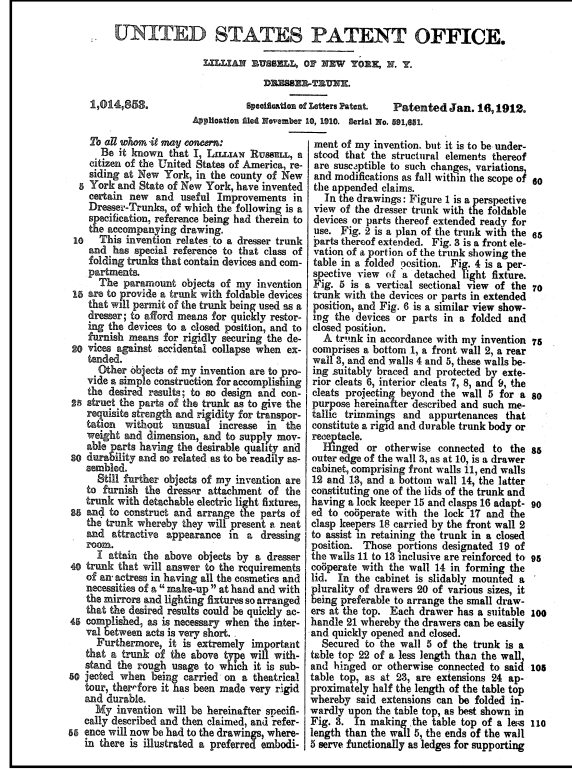 UNITED STATES PATENT OFFICE.
LILLIAN RUSSELL, OF NEW YORK, N. Y.
DRESSER-TRUNK.
1,014,853. Specification of Letters Patent. Patented Jan. 16, 1912.
Application filed November 10, 1910. Serial No. 591,651.
To all whom it may concern:
Be it known that I, LILLIAN RUSSELL, a
citizen of the United States of America, re-
siding at New York, in the county of New
5 York and State of New York, have invented
certain new and useful Improvements in
Dresser-Trunks, of which the following is a
specification, reference being had therein to
the accompanying drawing.
10 This invention relates to a dresser trunk
and has special reference to that class of
folding trunks that contain devices and com-
partments.
The paramount objects of my invention
15 are to provide a trunk with foldable devices
that will permit of the trunk being used as a
dresser; to afford means for quickly restor-
ing the devices to a closed position, and to
furnish means for rigidly securing the de-
20 vices against accidental collapse when ex-
tended.
Other objects of my invention are to pro-
vide a simple construction for accomplishing
the desired results; to so design and con-
25 struct the parts of the trunk as to give the
requisite strength and rigidity for transpor-
tation without unusual increase in the
weight and dimension, and to supply mov-
able parts having the desirable quality and
30 durability and so related as to be readily as-
sembled.
Still further objects of my invention are
to furnish the dresser attachment of the
trunk with detachable electric light fixtures,
35 and to construct and arrange the parts of
the trunk whereby they will present a neat
and attractive appearance in a dressing
room.
I attain the above objects by a dresser
40 trunk that will answer to the requirements
of an actress in having all the cosmetics and
necessities of a "make-up" at hand and with
the mirrors and lighting fixtures so arranged
that the desired results could be quickly ac-
45 complished, as is necessary when the inter-
val between acts is very short.
Furthermore, it is extremely important
that a trunk of the above type will with-
stand the rough usage to which it is sub-
50 jected when being carried on a theatrical
tour, therefore it has been made very rigid
and durable.
My invention will be hereinafter specifi-
cally described and then claimed, and refer-
55 ence will now be had to the drawings, where-
in there is illustrated a preferred embodi-
ment of my invention. but it is to be under-
stood that the structural elements thereof
are susceptible to such changes, variations,
and modifications as fall within the scope of 60
the appended claims.
In the drawings: Figure 1 is a perspective
view of the dresser trunk with the foldable
devices or parts thereof extended ready for
use. Fig. 2 is a plan of the trunk with the 65
parts thereof extended. Fig. 3 is a front ele-
vation of a portion of the trunk showing the
table in a folded position. Fig. 4 is a per-
spective view of a detached light fixture.
Fig. 5 is a vertical sectional view of the 70
trunk with the devices or parts in extended
position, and Fig. 6 is a similar view show-
ing the devices or parts in a folded and
closed position.
A trunk in accordance with my invention 75
comprises a bottom 1, a front wall 2, a rear
wall 3, and end walls 4 and 5, these walls be-
ing suitably braced and protected by exte-
rior cleats 6, interior cleats 7, 8, and 9, the
cleats projecting beyond the wall 5 for a 80
purpose hereinafter described and such me-
tallic trimmings and appurtenances that
constitute a rigid and durable trunk body or
receptacle.
Hinged or otherwise connected to the 85
outer edge of the wall 3, as at 10, is a drawer
cabinet, comprising front walls 11, end walls
12 and 13, and a bottom wall 14, the latter
constituting one of the lids of the trunk and
having a lock keeper 15 and clasps 16 adapt- 90
ed to coöperate with the lock 17 and the
clasp keepers 18 carried by the front wall 2
to assist in retaining the trunk in a closed
position. Those portions designated 19 of
the walls 11 to 13 inclusive are reinforced to 95
coöperate with the wall 14 in forming the
lid. In the cabinet is slidably mounted a
plurality of drawers 20 of various sizes, it
being preferable to arrange the small draw-
ers at the top. Each drawer has a suitable 100
handle 21 whereby the drawers can be easily
and quickly opened and closed.
Secured to the wall 5 of the trunk is a
table top 22 of a less length than the wall,
and hinged or otherwise connected to said 105
table top, as at 23, are extensions 24 ap-
proximately half the length of the table top
whereby said extensions can be folded in-
wardly upon the table top, as best shown in
Fig. 3. In making the table top of a less 110
length than the wall 5, the ends of the wall
5 serve functionally as ledges for supporting